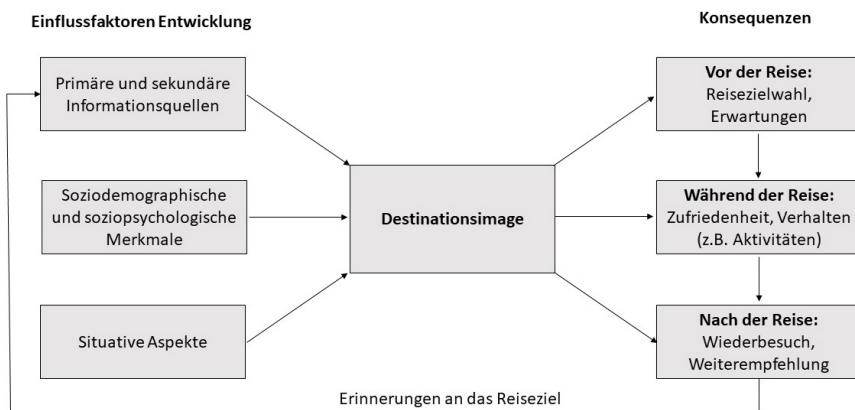 Einflussfaktoren Entwicklung
Primäre und sekundäre
Informationsquellen
Soziodemographische
und soziopsychologische
Merkmale
Situative Aspekte
Destinationsimage
Konsequenzen
Vor der Reise:
Reisezielwahl,
Erwartungen
Während der Reise:
Zufriedenheit, Verhalten
(z.B. Aktivitäten)
Nach der Reise:
Wiederbesuch,
Weiterempfehlung
Erinnerungen an das Reiseziel